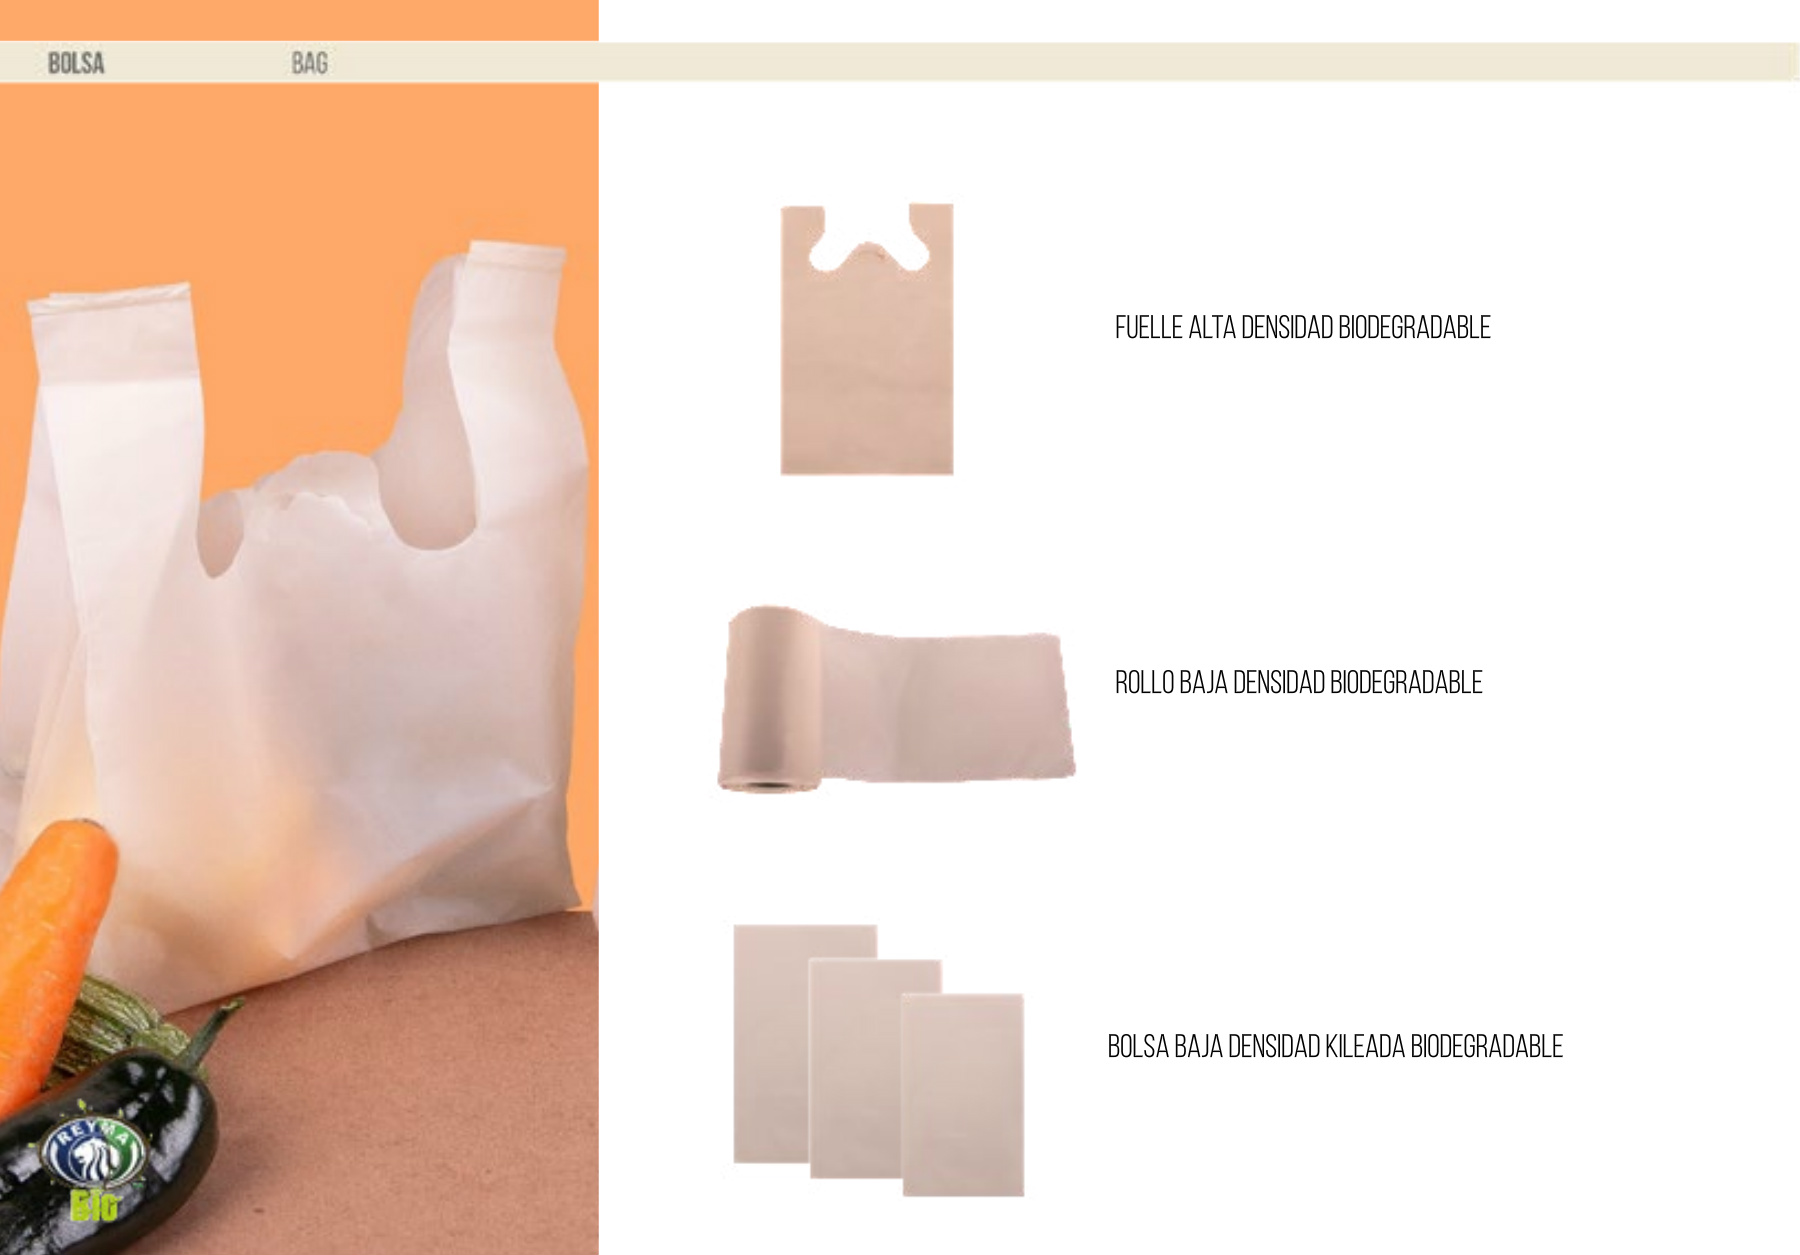 BOLSA
BAG
FUELLE ALTA DENSIDAD BIODEGRADABLE
ROLLO BAJA DENSIDAD BIODEGRADABLE
BOLSA BAJA DENSIDAD KILEADA BIODEGRADABLE
REYMA
Bio